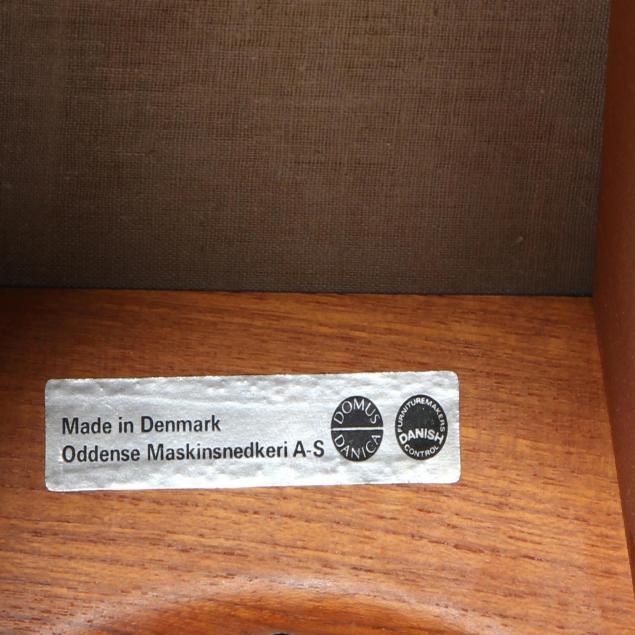 Made in Denmark
Oddense Maskinsnedkeri A-S
DOMUS
DANICA
FURNITUREMAKERS
DANISH
CONTROL